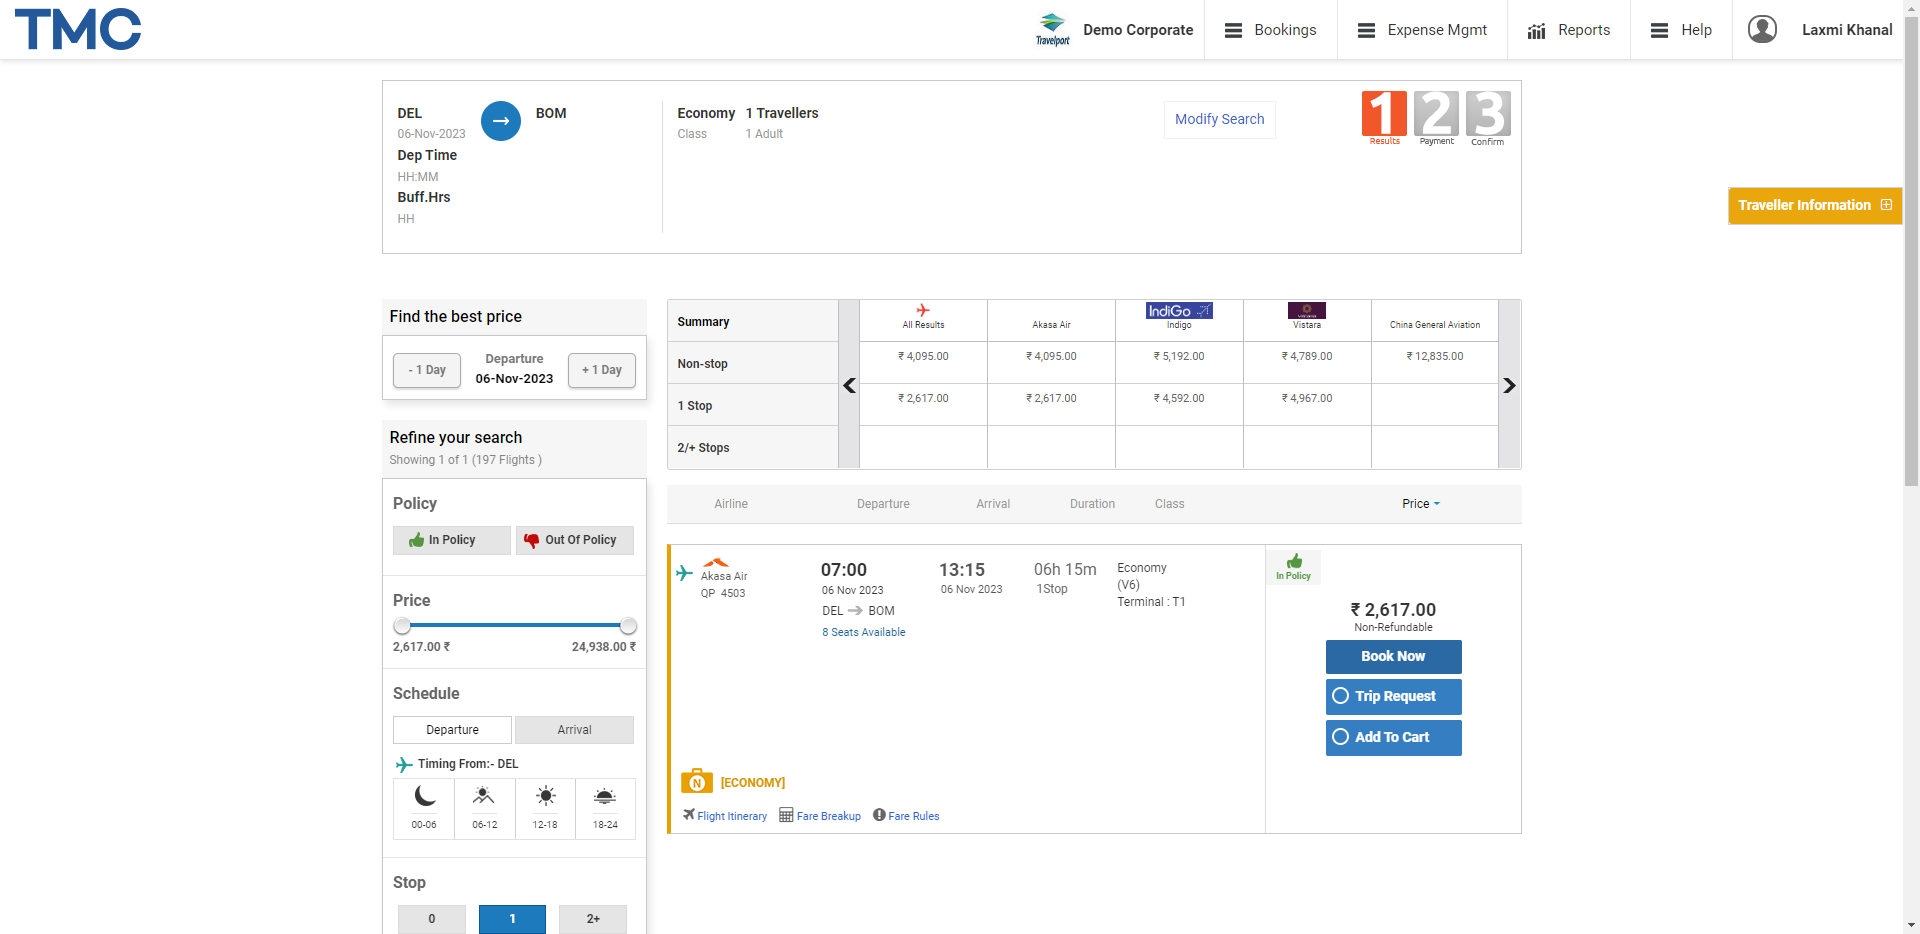 TMC
Travelport
Demo Corporate
Bookings
Expense Mgmt
Reports
Help
Laxmi Khanal
DEL
06-Nov-2023
BOM
Dep Time
HH:MM
Buff.Hrs
HH
Economy 1 Travellers
Class 1 Adult
Modify Search
1 2 3
Results Payment Confirm
Traveller Information
Find the best price
- 1 Day
Departure
06-Nov-2023
+ 1 Day
Refine your search
Showing 1 of 1 (197 Flights )
Policy
In Policy
Out Of Policy
Price
2,617.00 ₹ 24,938.00 ₹
Schedule
Departure Arrival
Timing From:- DEL
00-06 06-12 12-18 18-24
Stop
0 1 2+
IndiGo
Summary All Results Akasa Air Indigo Vistara China General Aviation
Non-stop ₹ 4,095.00 ₹ 4,095.00 ₹ 5,192.00 ₹ 4,789.00 ₹ 12,835.00
1 Stop ₹ 2,617.00 ₹ 2,617.00 ₹ 4,592.00 ₹ 4,967.00
2/+ Stops
Airline Departure Arrival Duration Class Price
Akasa Air
QP 4503
07:00
06 Nov 2023
DEL BOM
8 Seats Available
13:15
06 Nov 2023
06h 15m
1Stop
Economy
(V6)
Terminal : T1
In Policy
₹ 2,617.00
Non-Refundable
Book Now
Trip Request
Add To Cart
N
[ECONOMY]
Flight Itinerary Fare Breakup Fare Rules